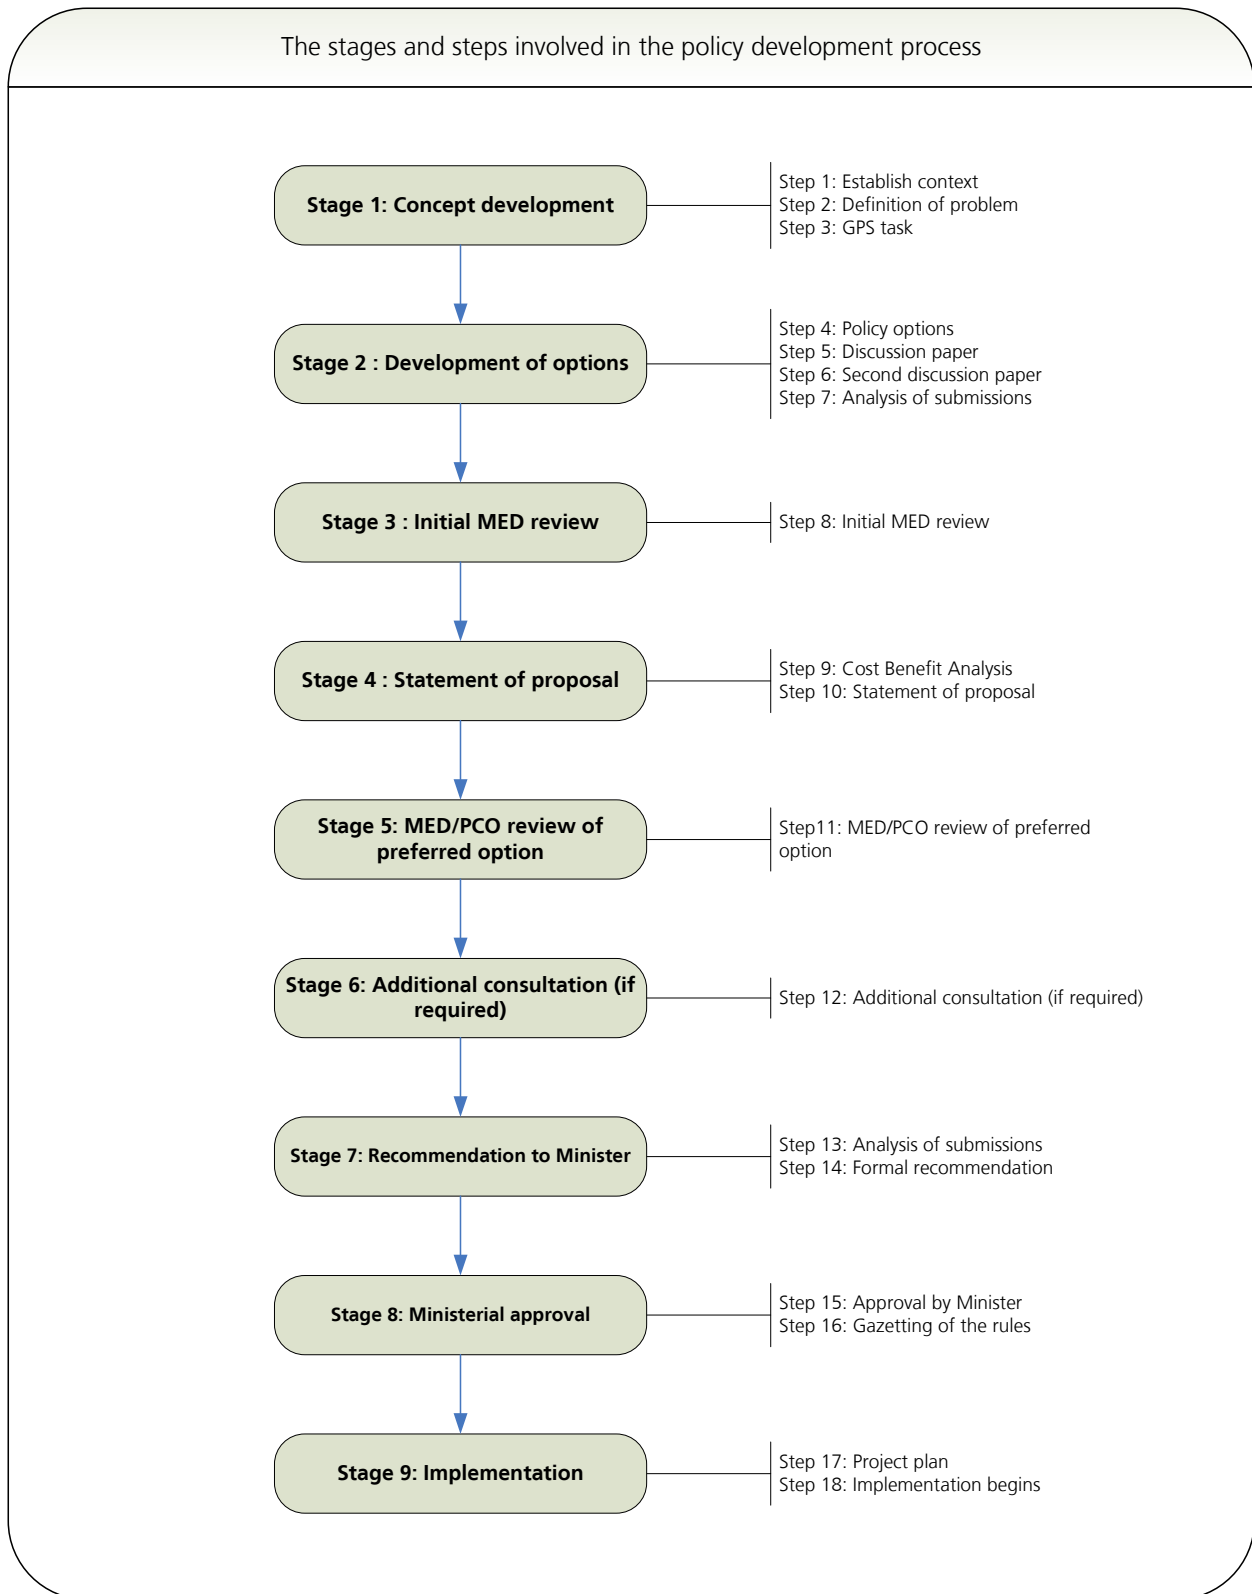 The stages and steps involved in the policy development process
Stage 1: Concept development
Step 1: Establish context
Step 2: Definition of problem
Step 3: GPS task
Stage 2 : Development of options
Step 4: Policy options
Step 5: Discussion paper
Step 6: Second discussion paper
Step 7: Analysis of submissions
Stage 3 : Initial MED review
Step 8: Initial MED review
Stage 4 : Statement of proposal
Step 9: Cost Benefit Analysis
Step 10: Statement of proposal
Stage 5: MED/PCO review of
preferred option
Step11: MED/PCO review of preferred
option
Stage 6: Additional consultation (if
required)
Step 12: Additional consultation (if required)
Stage 7: Recommendation to Minister
Step 13: Analysis of submissions
Step 14: Formal recommendation
Stage 8: Ministerial approval
Step 15: Approval by Minister
Step 16: Gazetting of the rules
Stage 9: Implementation
Step 17: Project plan
Step 18: Implementation begins